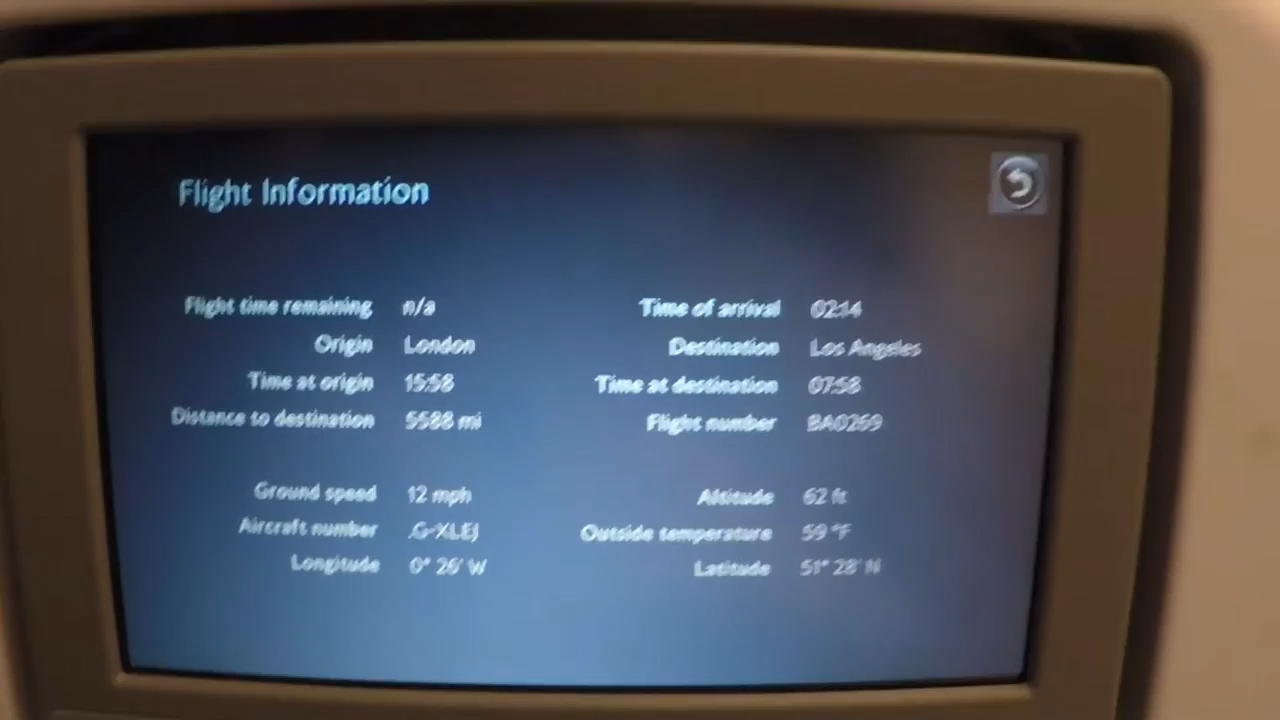 Flight Information
Flight time remaining n/a
Time of arrival 02:14
Origin London
Destination Los Angeles
Time at origin 15:58
Time at destination 07:58
Distance to destination 5588 mi
Flight number BA0269
Ground speed 12 mph
Altitude 62 ft
Aircraft number .G-XLEJ
Outside temperature 59 °F
Longitude 0° 26' W
Latitude 51° 28' N